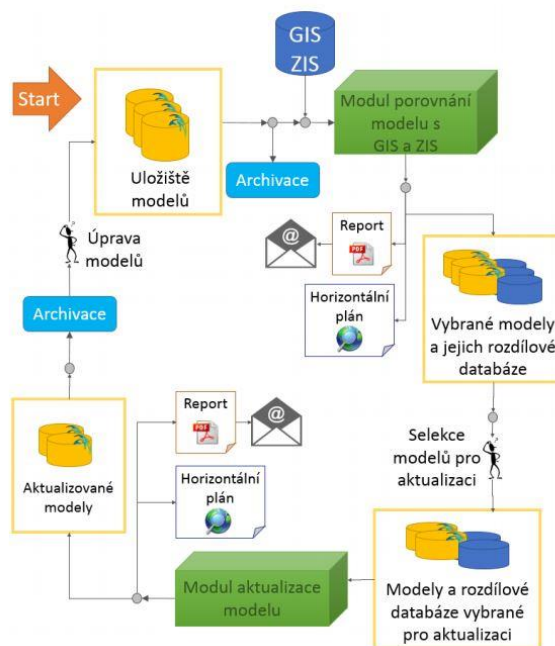 GIS
ZIS
Start
Modul porovnání
modelu s
GIS a ZIS
Uložiště
modelů
Archivace
Úprava
modelů
Report
PDF
@
Horizontální
plán
Vybrané modely
a jejich rozdílové
databáze
Archivace
Selekce
modelů pro
aktualizaci
Report
PDF
@
Aktualizované
modely
Horizontální
plán
Modul aktualizace
modelu
Modely a rozdílové
databáze vybrané
pro aktualizaci